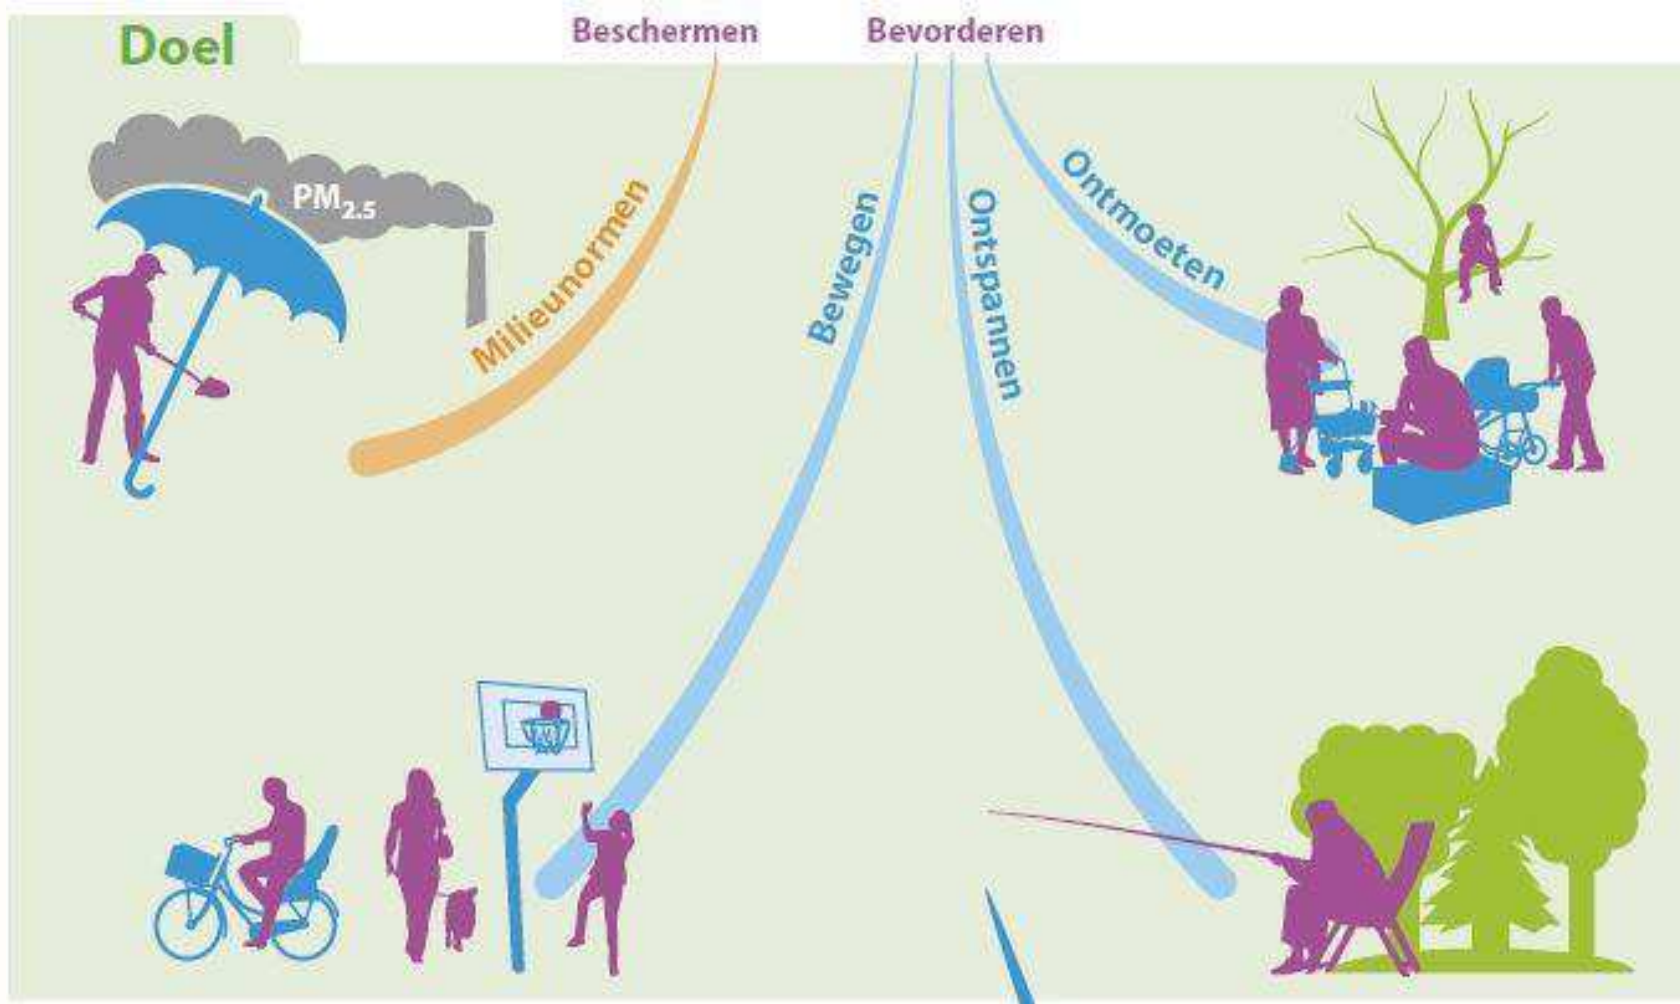 Doel
Beschermen
Bevorderen
PM2.5
Milieunormen
Bewegen
Ontspannen
Ontmoeten